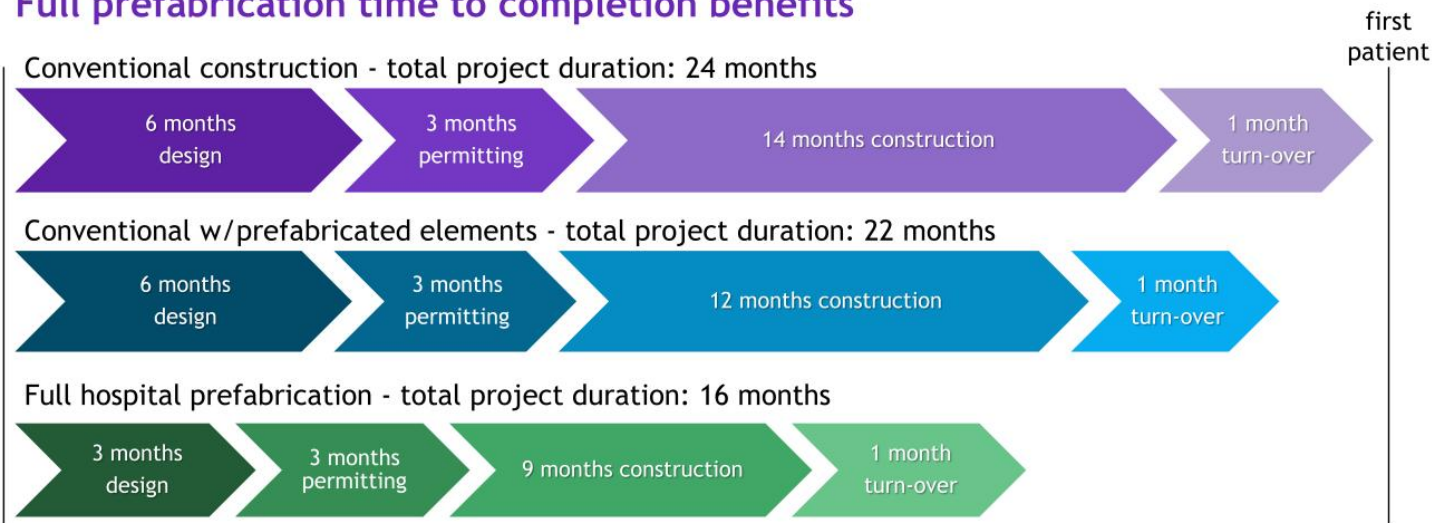 Full prefabrication time to completion benefits
first
patient
Conventional construction - total project duration: 24 months
6 months
design
3 months
permitting
14 months construction
1 month
turn-over
Conventional w/prefabricated elements - total project duration: 22 months
6 months
design
3 months
permitting
12 months construction
1 month
turn-over
Full hospital prefabrication - total project duration: 16 months
3 months
design
3 months
permitting
9 months construction
1 month
turn-over